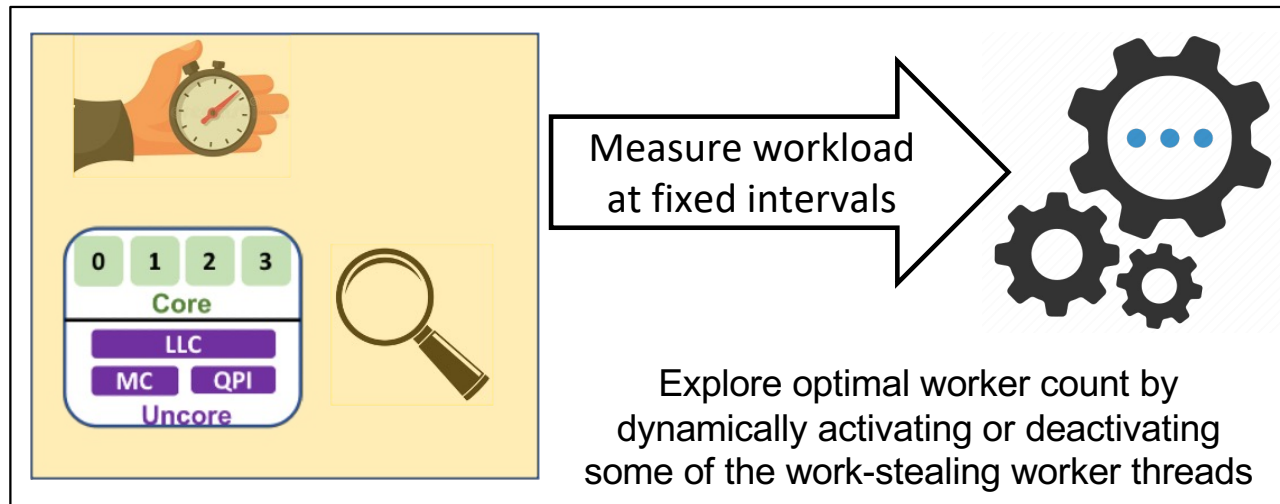 0 1 2 3
Core
LLC
MC QPI
Uncore
Measure workload
at fixed intervals
Explore optimal worker count by
dynamically activating or deactivating
some of the work-stealing worker threads